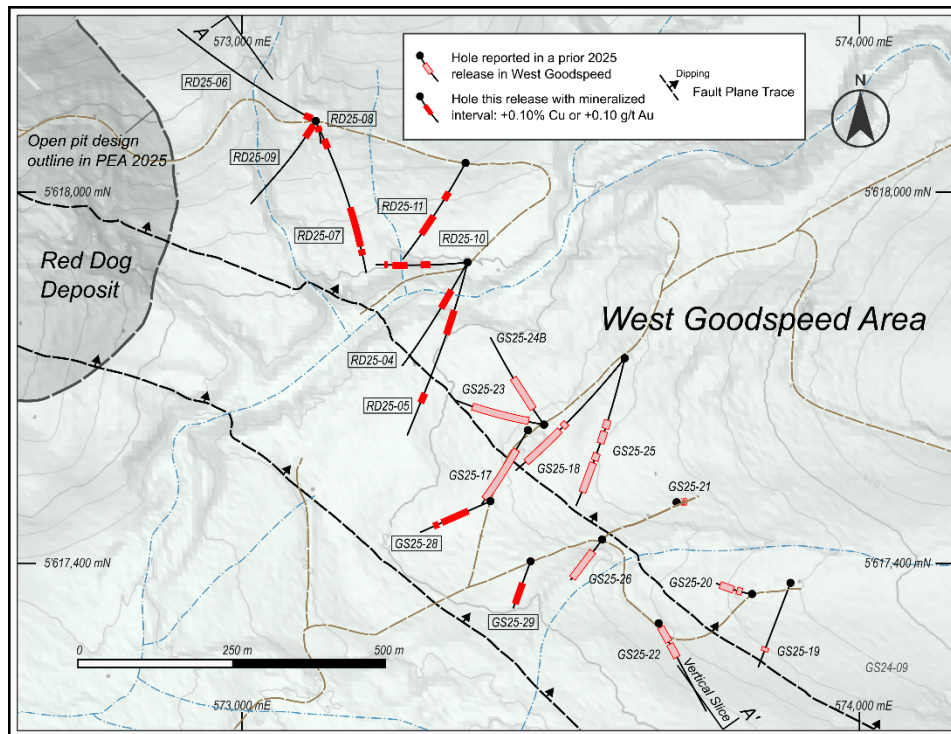 573,000 mE
574,000 mE
A
Hole reported in a prior 2025
release in West Goodspeed
Hole this release with mineralized
interval: +0.10% Cu or +0.10 g/t Au
Dipping
Fault Plane Trace
N
RD25-06
RD25-08
RD25-09
Open pit design
outline in PEA 2025
5'618,000 mN
5'618,000 mN
RD25-11
RD25-07
RD25-10
Red Dog
Deposit
West Goodspeed Area
GS25-24B
RD25-04
GS25-23
RD25-05
GS25-25
GS25-18
GS25-17
GS25-21
480
GS25-28
5'617,400 mN
5'617,400 mN
GS25-26
GS25-20
GS25-29
GS25-19
GS25-22
GS24-09
0
250 m
500 m
Vertical Slice
A'
573,000 mE
574,000 mE